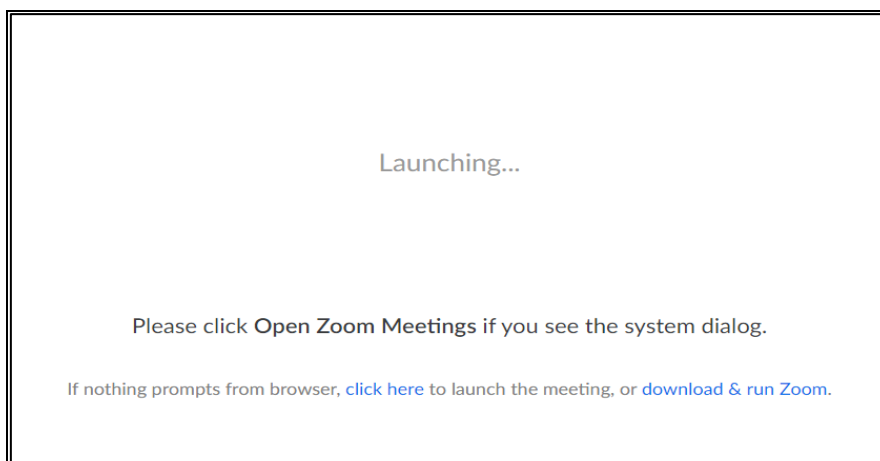 Launching...
Please click Open Zoom Meetings if you see the system dialog.
If nothing prompts from browser, click here to launch the meeting, or download & run Zoom.